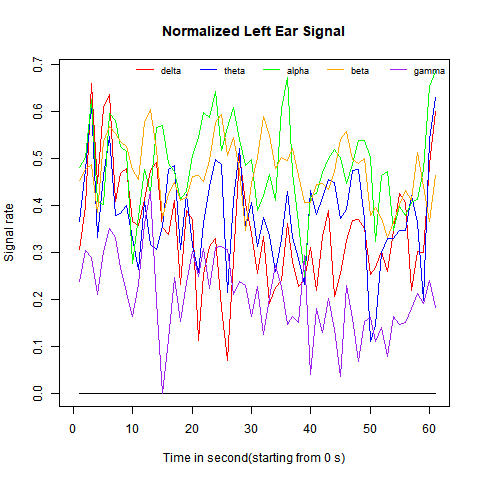 Normalized Left Ear Signal
delta theta alpha beta gamma
0.7
0.6
0.5
0.4
0.3
0.2
0.1
0.0
Signal rate
0 10 20 30 40 50 60
Time in second(starting from 0 s)